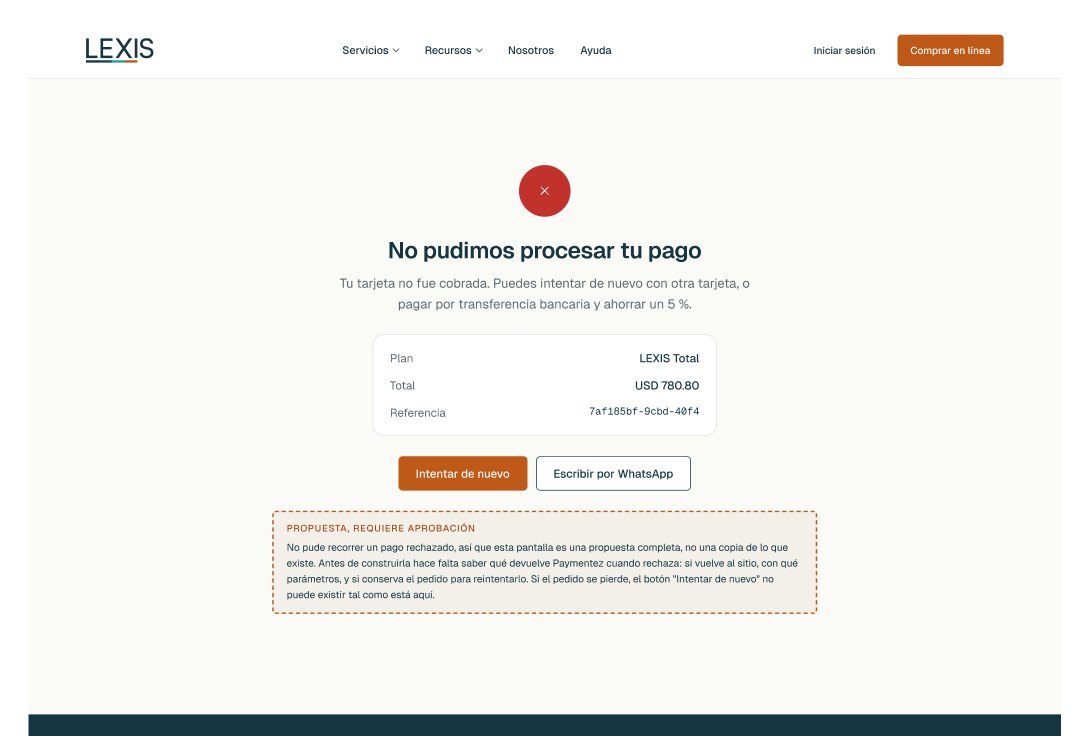 LEXIS
Servicios
Recursos
Nosotros
Ayuda
Iniciar sesión
Comprar en línea
No pudimos procesar tu pago
Tu tarjeta no fue cobrada. Puedes intentar de nuevo con otra tarjeta, o
pagar por transferencia bancaria y ahorrar un 5 %.
Plan LEXIS Total
Total USD 780.80
Referencia 7af185bf-9cbd-40f4
Intentar de nuevo
Escribir por WhatsApp
PROPUESTA, REQUIERE APROBACIÓN
No pude recorrer un pago rechazado, así que esta pantalla es una propuesta completa, no una copia de lo que
existe. Antes de construirla hace falta saber qué devuelve Paymentez cuando rechaza: si vuelve al sitio, con qué
parámetros, y si conserva el pedido para reintentarlo. Si el pedido se pierde, el botón "Intentar de nuevo" no
puede existir tal como está aquí.